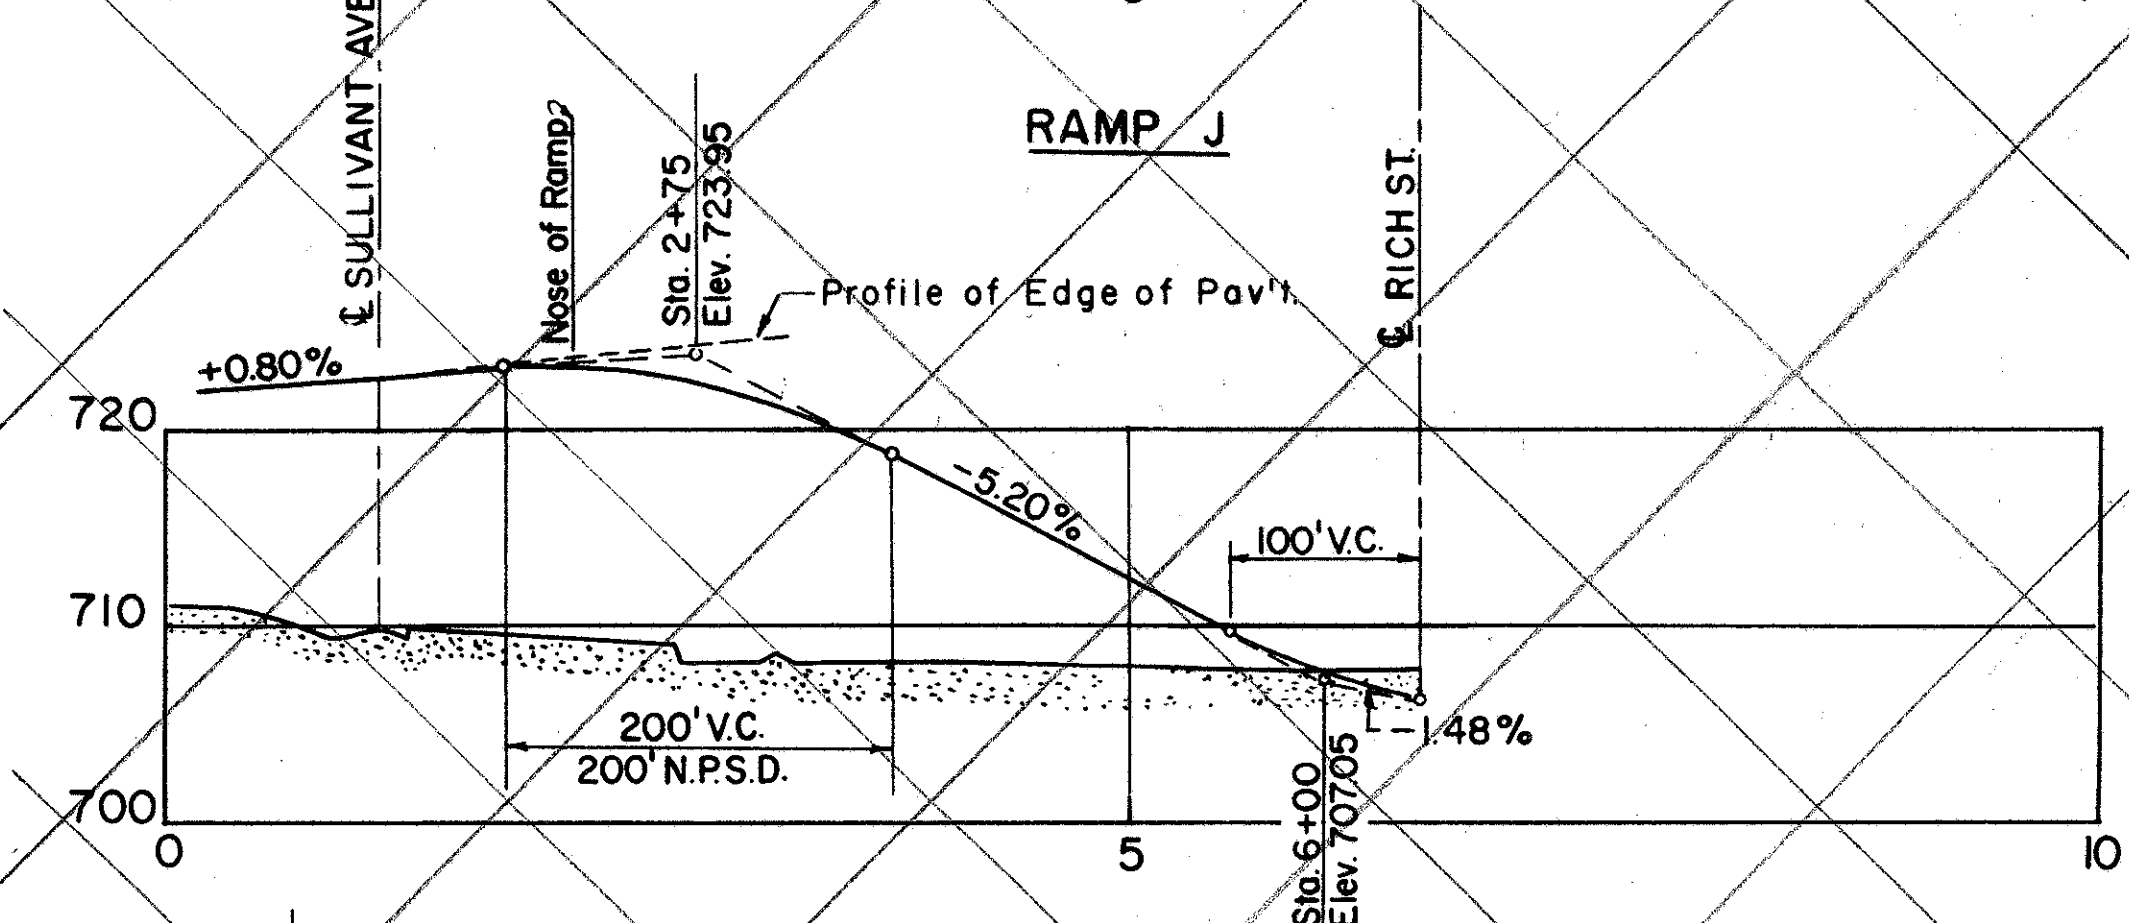 RAMP J
℄ SULLIVANT AVE
Nose of Ramp
Sta. 2+75
Elev. 723.95
Profile of Edge of Pav't.
℄ RICH ST.
+0.80%
720
-5.20%
100' V.C.
710
-1.48%
200' V.C.
200' N.P.S.D.
700
Sta. 6+00
Elev. 707.05
0
5
10